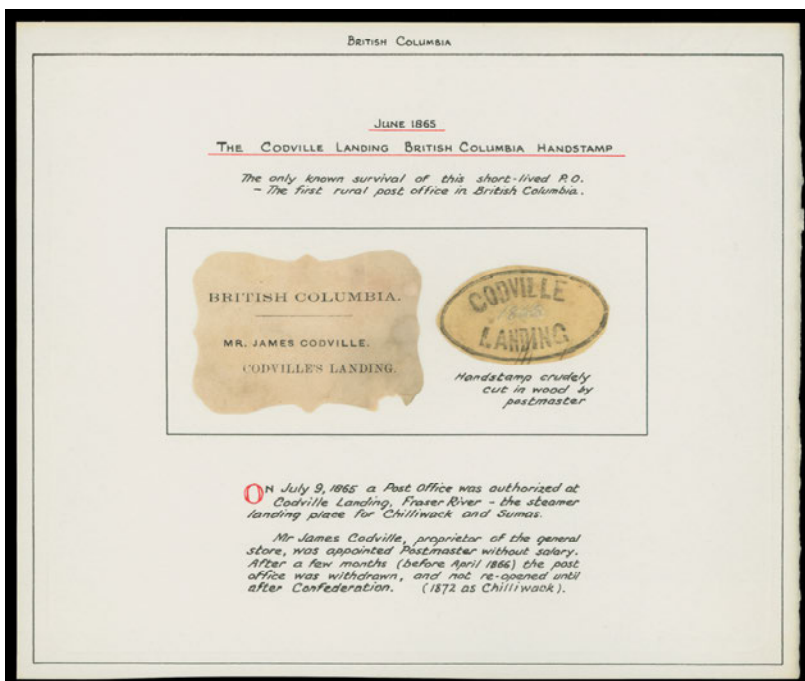 British Columbia
June 1865
The Codville Landing British Columbia Handstamp
The only known survival of this short-lived P.O.
– The first rural post office in British Columbia.
BRITISH COLUMBIA.
MR. JAMES CODVILLE.
CODVILLE'S LANDING.
CODVILLE
LANDING
Handstamp crudely
cut in wood by
postmaster
On July 9, 1865 a Post Office was authorized at
Codville Landing, Fraser River – the steamer
landing place for Chilliwack and Sumas.
Mr James Codville, proprietor of the general
store, was appointed Postmaster without salary.
After a few months (before April 1866) the post
office was withdrawn, and not re-opened until
after Confederation. (1872 as Chilliwack).